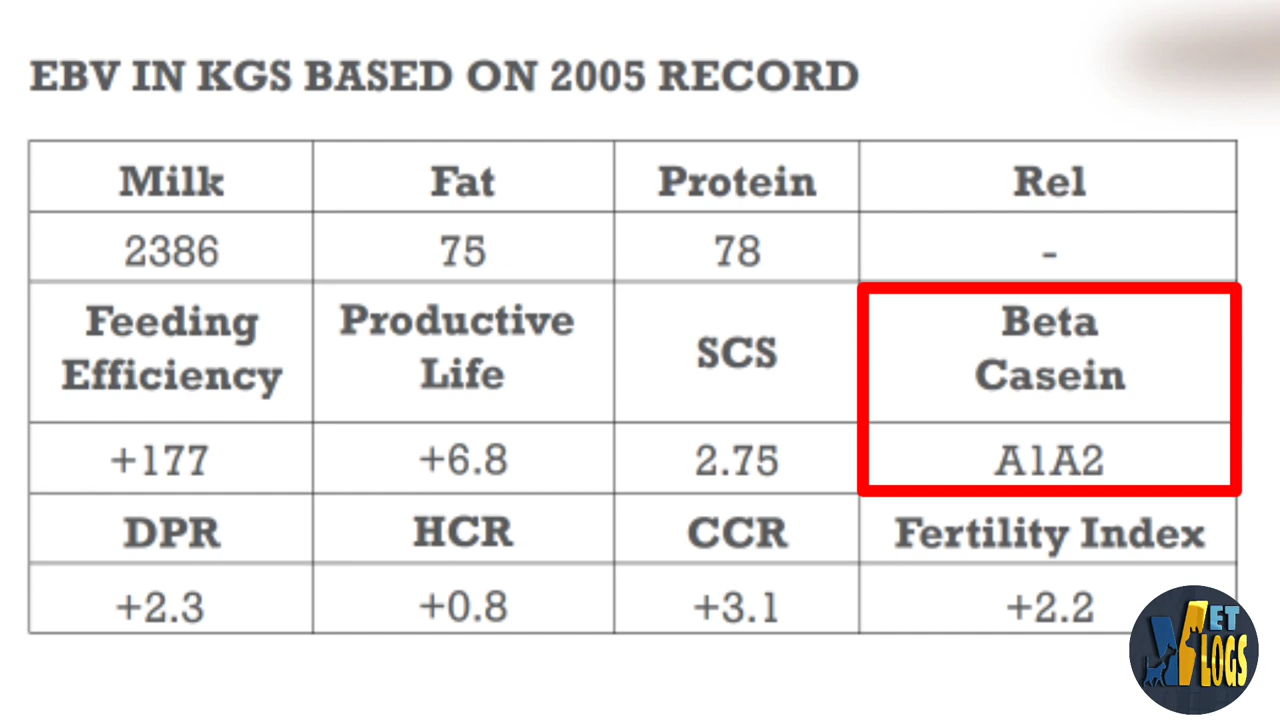 EBV IN KGS BASED ON 2005 RECORD
Milk Fat Protein Rel
2386 75 78 -
Feeding Efficiency Productive Life SCS Beta Casein
+177 +6.8 2.75 A1A2
DPR HCR CCR Fertility Index
+2.3 +0.8 +3.1 +2.2
VET
VLOGS